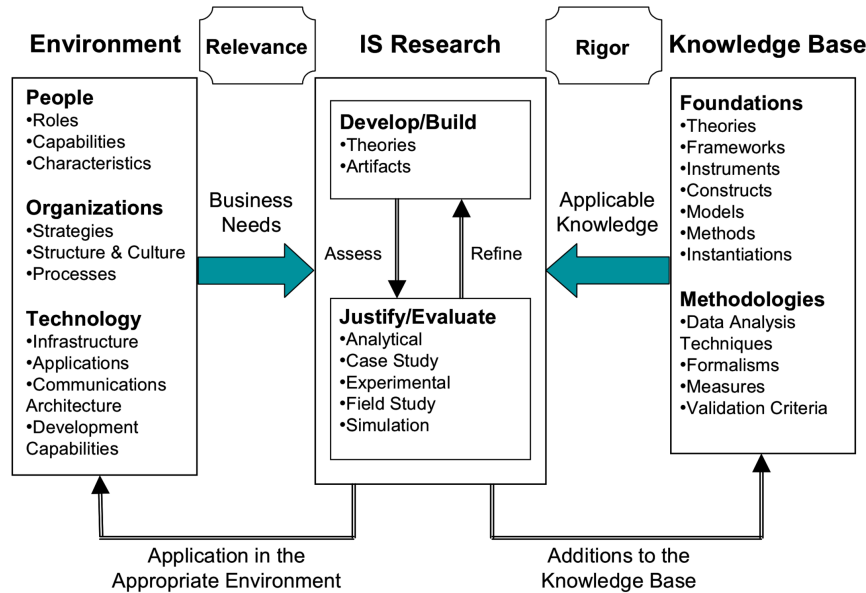 Environment
Relevance
IS Research
Rigor
Knowledge Base
People
•Roles
•Capabilities
•Characteristics
Organizations
•Strategies
•Structure & Culture
•Processes
Technology
•Infrastructure
•Applications
•Communications
Architecture
•Development
Capabilities
Business
Needs
Develop/Build
•Theories
•Artifacts
Assess
Refine
Justify/Evaluate
•Analytical
•Case Study
•Experimental
•Field Study
•Simulation
Applicable
Knowledge
Foundations
•Theories
•Frameworks
•Instruments
•Constructs
•Models
•Methods
•Instantiations
Methodologies
•Data Analysis
Techniques
•Formalisms
•Measures
•Validation Criteria
Application in the
Appropriate Environment
Additions to the
Knowledge Base